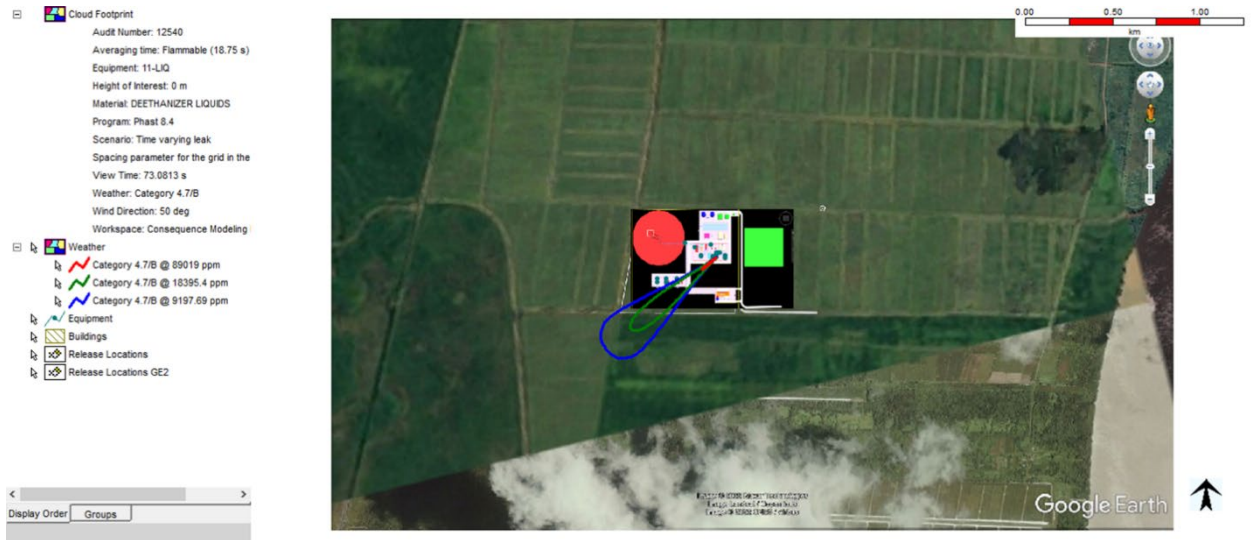 Cloud Footprint
Audit Number: 12540
Averaging time: Flammable (18.75 s)
Equipment: 11-LIQ
Height of Interest: 0 m
Material: DEETHANIZER LIQUIDS
Program: Phast 8.4
Scenario: Time varying leak
Spacing parameter for the grid in the
View Time: 73.0813 s
Weather: Category 4.7/B
Wind Direction: 50 deg
Workspace: Consequence Modeling
Weather
Category 4.7/B @ 89019 ppm
Category 4.7/B @ 18395.4 ppm
Category 4.7/B @ 9197.69 ppm
Equipment
Buildings
Release Locations
Release Locations GE2
Display Order Groups
0.00 0.50 1.00
km
Google Earth